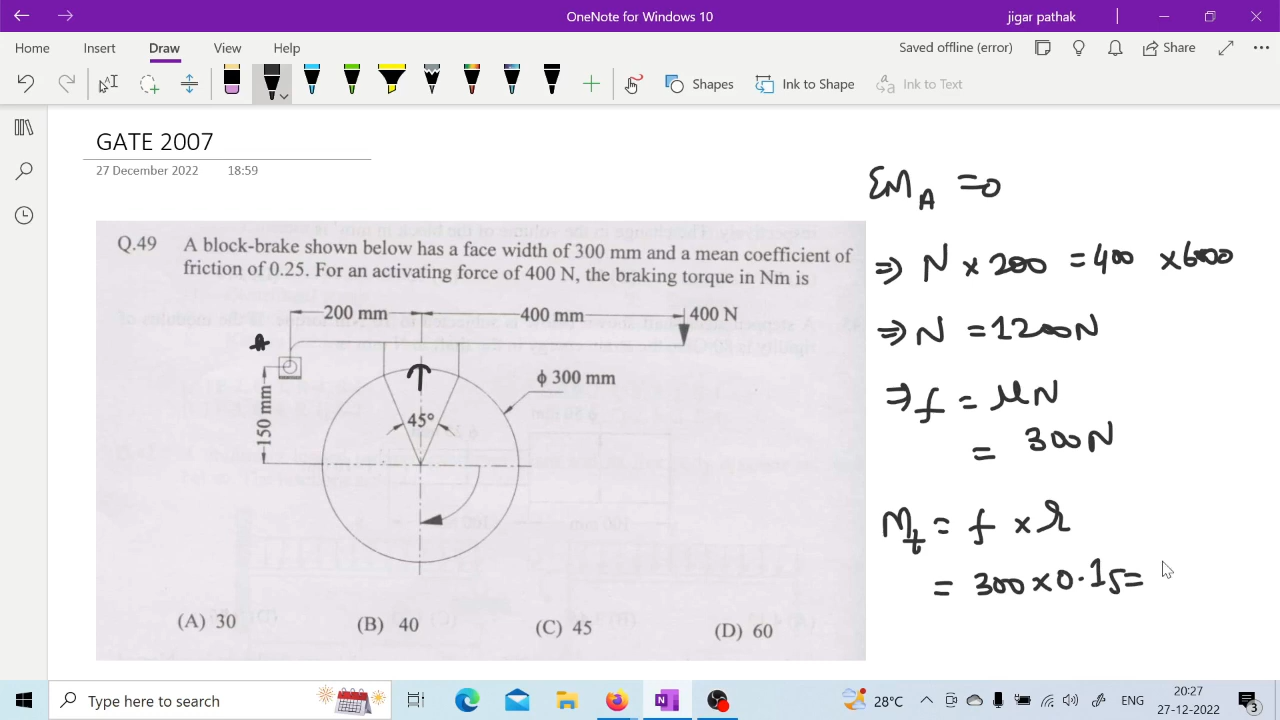 OneNote for Windows 10
jigar pathak
Home Insert Draw View Help
Saved offline (error)
Share
Shapes Ink to Shape Ink to Text
GATE 2007
27 December 2022 18:59
Q.49 A block-brake shown below has a face width of 300 mm and a mean coefficient of
friction of 0.25. For an activating force of 400 N, the braking torque in Nm is
200 mm 400 mm 400 N
A
150 mm
45°
ϕ 300 mm
(A) 30 (B) 40 (C) 45 (D) 60
ΣM_A = 0
⇒ N × 200 = 400 × 600
⇒ N = 1200N
⇒ f = μN
= 300N
M_t = f × r
= 300 × 0.15 =
Type here to search
28°C
ENG
20:27
27-12-2022
3